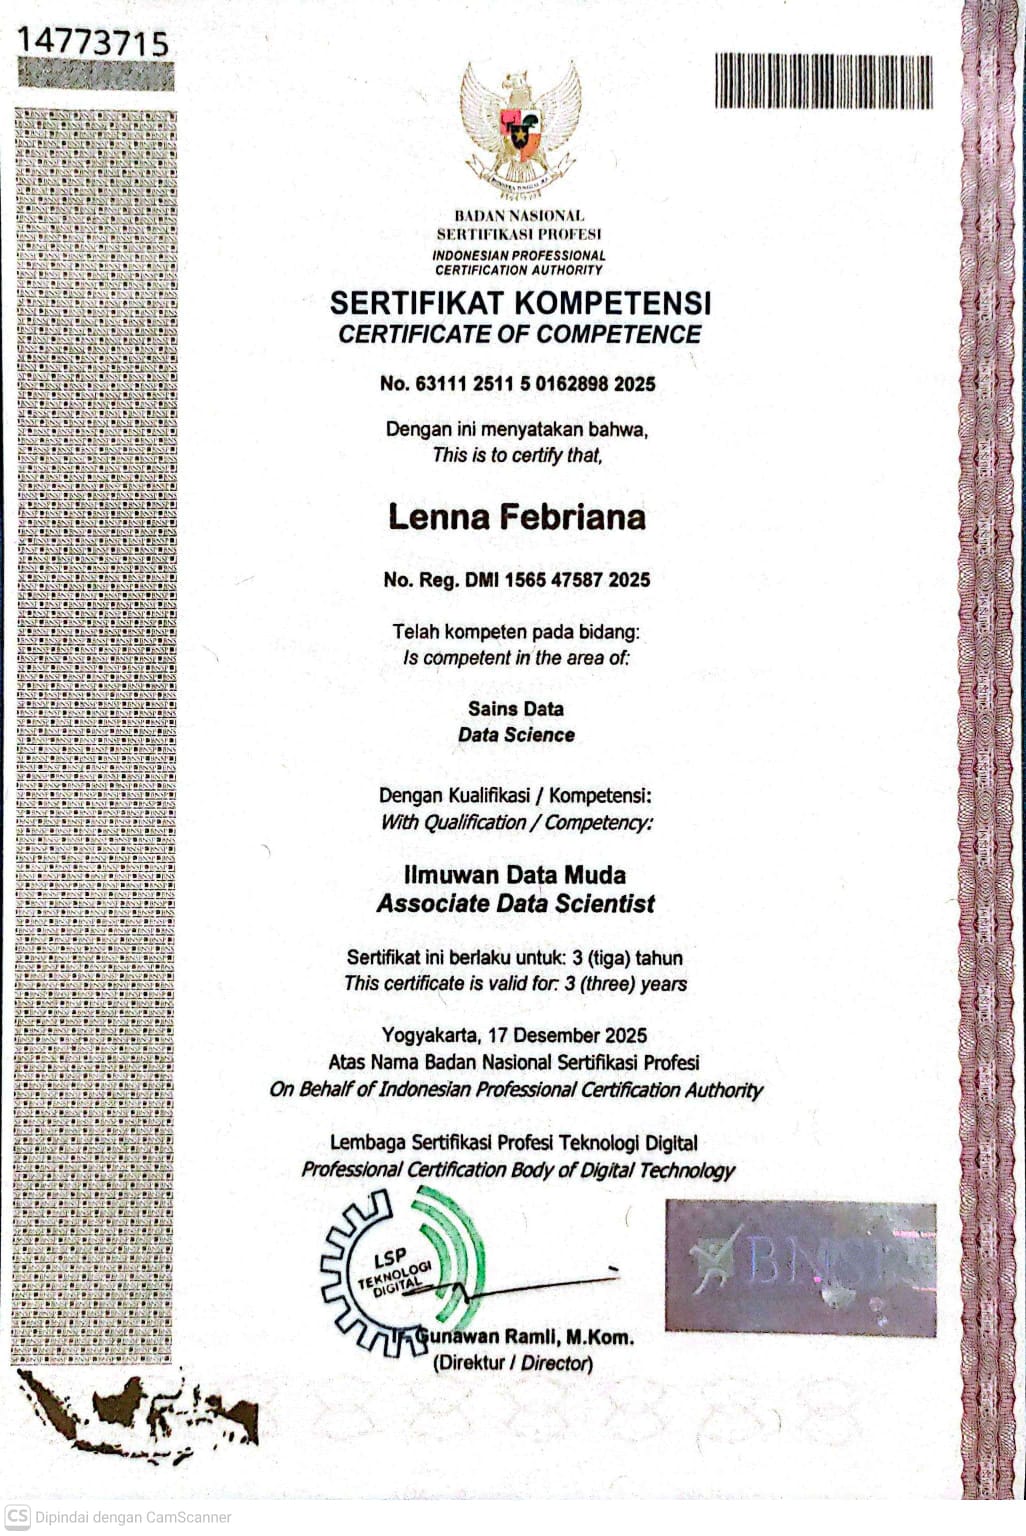 14773715
BADAN NASIONAL
SERTIFIKASI PROFESI
INDONESIAN PROFESSIONAL
CERTIFICATION AUTHORITY
SERTIFIKAT KOMPETENSI
CERTIFICATE OF COMPETENCE
No. 63111 2511 5 0162898 2025
Dengan ini menyatakan bahwa,
This is to certify that,
Lenna Febriana
No. Reg. DMI 1565 47587 2025
Telah kompeten pada bidang:
Is competent in the area of:
Sains Data
Data Science
Dengan Kualifikasi / Kompetensi:
With Qualification / Competency:
Ilmuwan Data Muda
Associate Data Scientist
Sertifikat ini berlaku untuk: 3 (tiga) tahun
This certificate is valid for: 3 (three) years
Yogyakarta, 17 Desember 2025
Atas Nama Badan Nasional Sertifikasi Profesi
On Behalf of Indonesian Professional Certification Authority
Lembaga Sertifikasi Profesi Teknologi Digital
Professional Certification Body of Digital Technology
LSP
TEKNOLOGI
DIGITAL
BNSP
Gunawan Ramli, M.Kom.
(Direktur / Director)
CS Dipindai dengan CamScanner